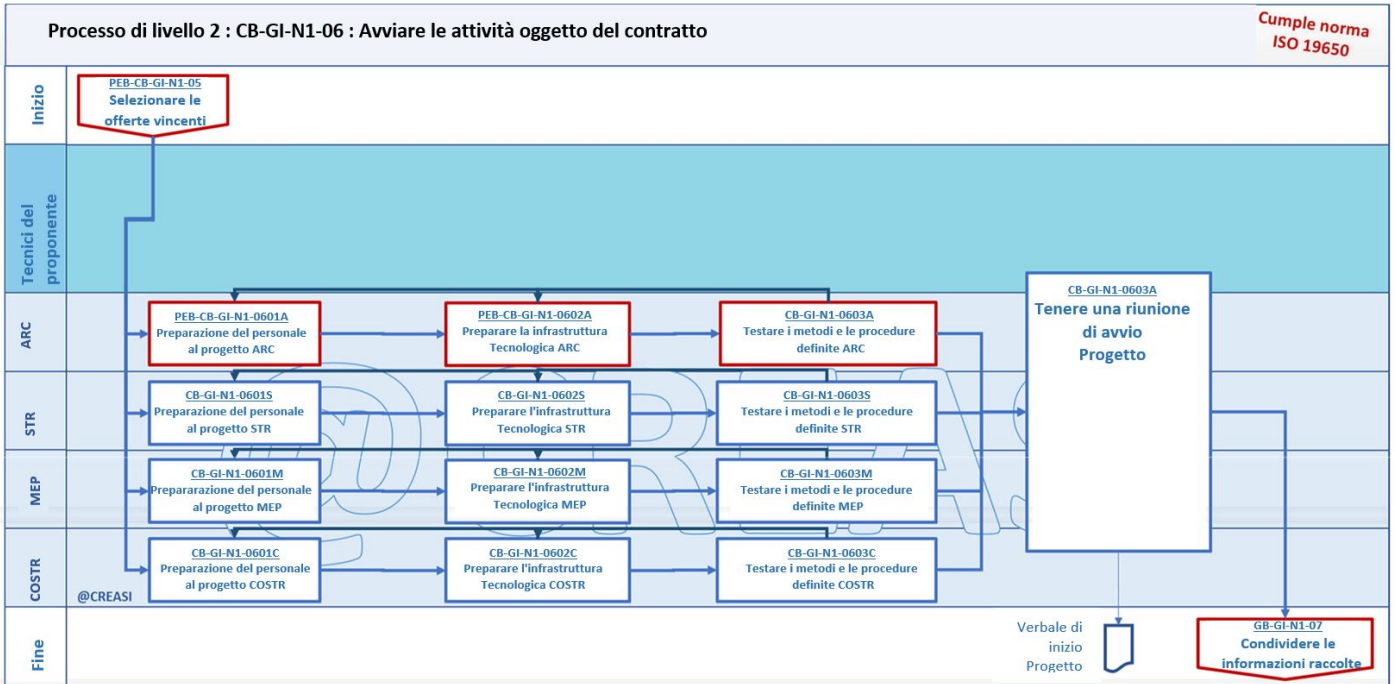 Processo di livello 2 : CB-GI-N1-06 : Avviare le attività oggetto del contratto
Cumple norma
ISO 19650
Inizio
PEB-CB-GI-N1-05
Selezionare le
offerte vincenti
Tecnici del
proponente
ARC
PEB-CB-GI-N1-0601A
Preparazione del personale
al progetto ARC
PEB-CB-GI-N1-0602A
Preparare la infrastruttura
Tecnologica ARC
CB-GI-N1-0603A
Testare i metodi e le procedure
definite ARC
CB-GI-N1-0603A
Tenere una riunione
di avvio
Progetto
STR
CB-GI-N1-0601S
Preparazione del personale
al progetto STR
CB-GI-N1-0602S
Preparare l'infrastruttura
Tecnologica STR
CB-GI-N1-0603S
Testare i metodi e le procedure
definite STR
MEP
CB-GI-N1-0601M
Prepararazione del personale
al progetto MEP
CB-GI-N1-0602M
Preparare l'infrastruttura
Tecnologica MEP
CB-GI-N1-0603M
Testare i metodi e le procedure
definite MEP
COSTR
CB-GI-N1-0601C
Preparazione del personale
al progetto COSTR
CB-GI-N1-0602C
Preparare l'infrastruttura
Tecnologica COSTR
CB-GI-N1-0603C
Testare i metodi e le procedure
definite COSTR
@CREASI
Fine
Verbale di
inizio
Progetto
GB-GI-N1-07
Condividere le
informazioni raccolte